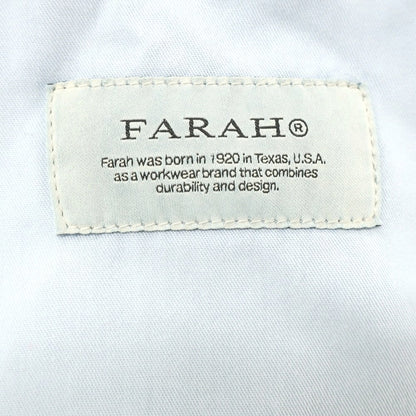 FARAH®
Farah was born in 1920 in Texas, U.S.A.
as a workwear brand that combines
durability and design.